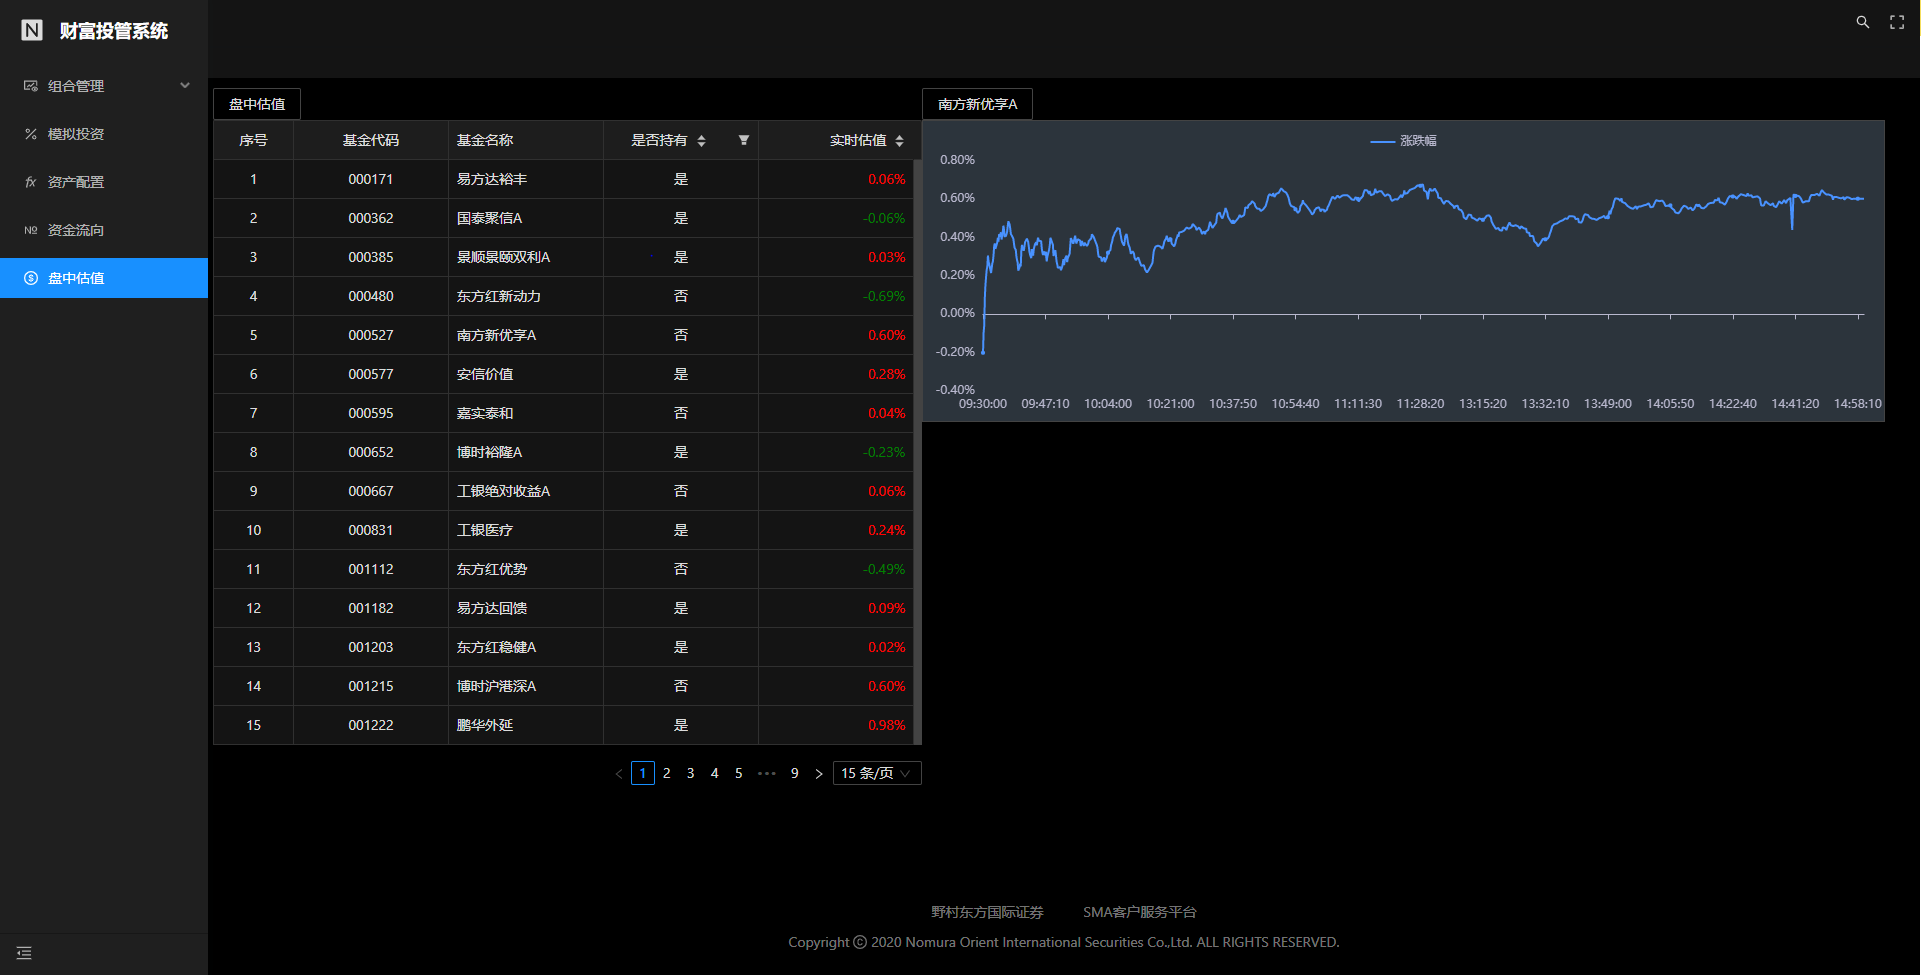 N 财富投管系统
组合管理
模拟投资
fx 资产配置
NO 资金流向
盘中估值
盘中估值
序号 基金代码 基金名称 是否持有 实时估值
1 000171 易方达裕丰 是 0.06%
2 000362 国泰聚信A 是 -0.06%
3 000385 景顺景颐双利A 是 0.03%
4 000480 东方红新动力 否 -0.69%
5 000527 南方新优享A 否 0.60%
6 000577 安信价值 是 0.28%
7 000595 嘉实泰和 否 0.04%
8 000652 博时裕隆A 是 -0.23%
9 000667 工银绝对收益A 否 0.06%
10 000831 工银医疗 是 0.24%
11 001112 东方红优势 否 -0.49%
12 001182 易方达回馈 是 0.09%
13 001203 东方红稳健A 是 0.02%
14 001215 博时沪港深A 否 0.60%
15 001222 鹏华外延 是 0.98%
1 2 3 4 5 ••• 9 15 条/页
南方新优享A
涨跌幅
0.80%
0.60%
0.40%
0.20%
0.00%
-0.20%
-0.40%
09:30:00 09:47:10 10:04:00 10:21:00 10:37:50 10:54:40 11:11:30 11:28:20 13:15:20 13:32:10 13:49:00 14:05:50 14:22:40 14:41:20 14:58:10
野村东方国际证券 SMA客户服务平台
Copyright © 2020 Nomura Orient International Securities Co.,Ltd. ALL RIGHTS RESERVED.